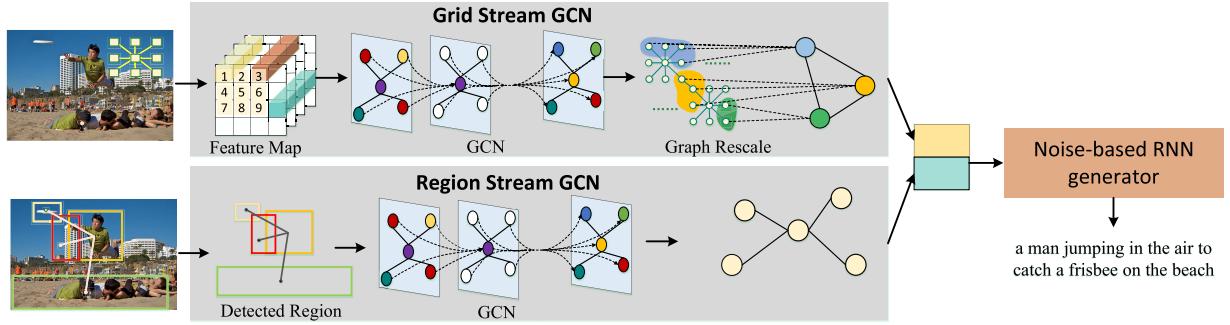 Grid Stream GCN
1 2 3
4 5 6
7 8 9
Feature Map
GCN
Graph Rescale
Region Stream GCN
Detected Region
GCN
Noise-based RNN
generator
a man jumping in the air to
catch a frisbee on the beach